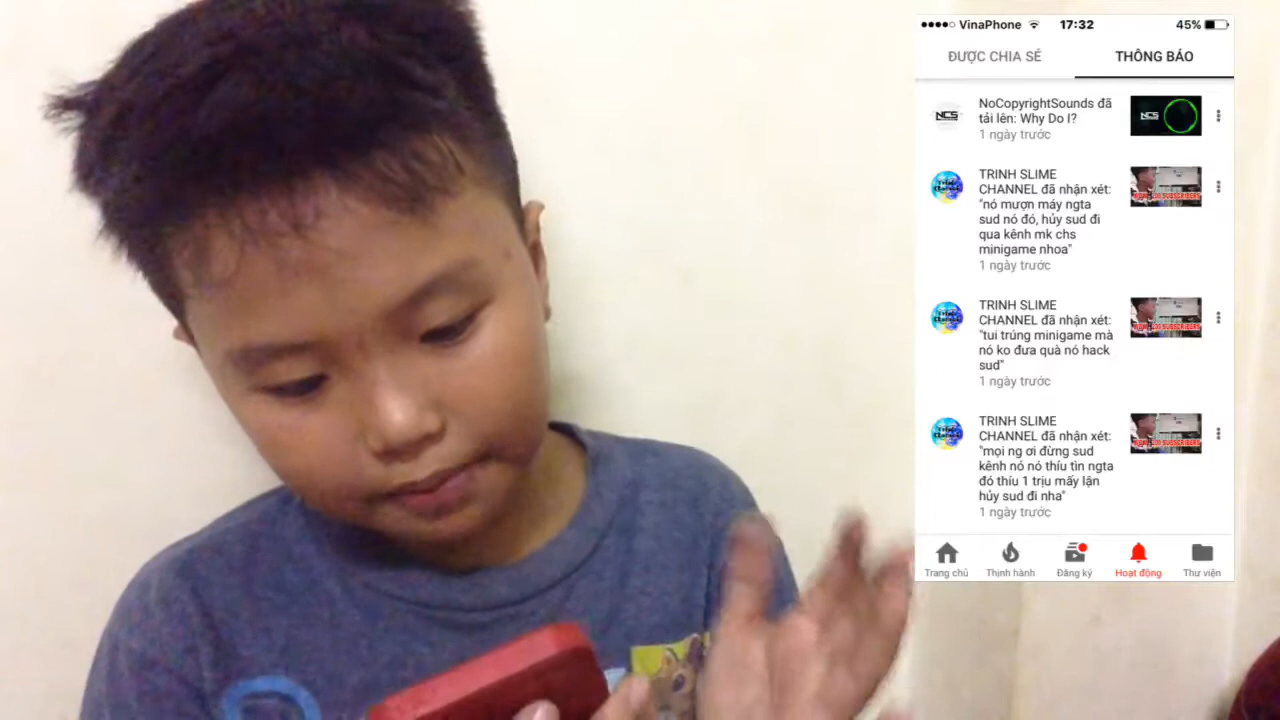 VinaPhone 17:32 45%
ĐƯỢC CHIA SẺ THÔNG BÁO
NoCopyrightSounds đã
tải lên: Why Do I?
1 ngày trước
NCS
NCS
TRINH SLIME
CHANNEL đã nhận xét:
"nó mượn máy ngta
sud nó đó, hủy sud đi
qua kênh mk chs
minigame nhoa"
1 ngày trước
TRINH SLIME
CHANNEL đã nhận xét:
"tui trúng minigame mà
nó ko đưa quà nó hack
sud"
1 ngày trước
TRINH SLIME
CHANNEL đã nhận xét:
"mọi ng ơi đừng sud
kênh nó nó thíu tìn ngta
đó thíu 1 trịu mấy lận
hủy sud đi nha"
1 ngày trước
Trang chủ Thịnh hành Đăng ký Hoạt động Thư viện